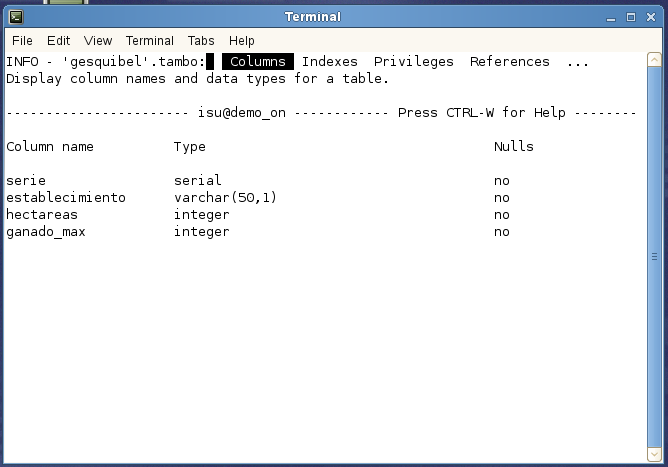 Terminal
File Edit View Terminal Tabs Help
INFO - 'gesquibel'.tambo: Columns Indexes Privileges References ...
Display column names and data types for a table.
----------------------- isu@demo_on ------------ Press CTRL-W for Help --------
Column name Type Nulls
serie serial no
establecimiento varchar(50,1) no
hectareas integer no
ganado_max integer no